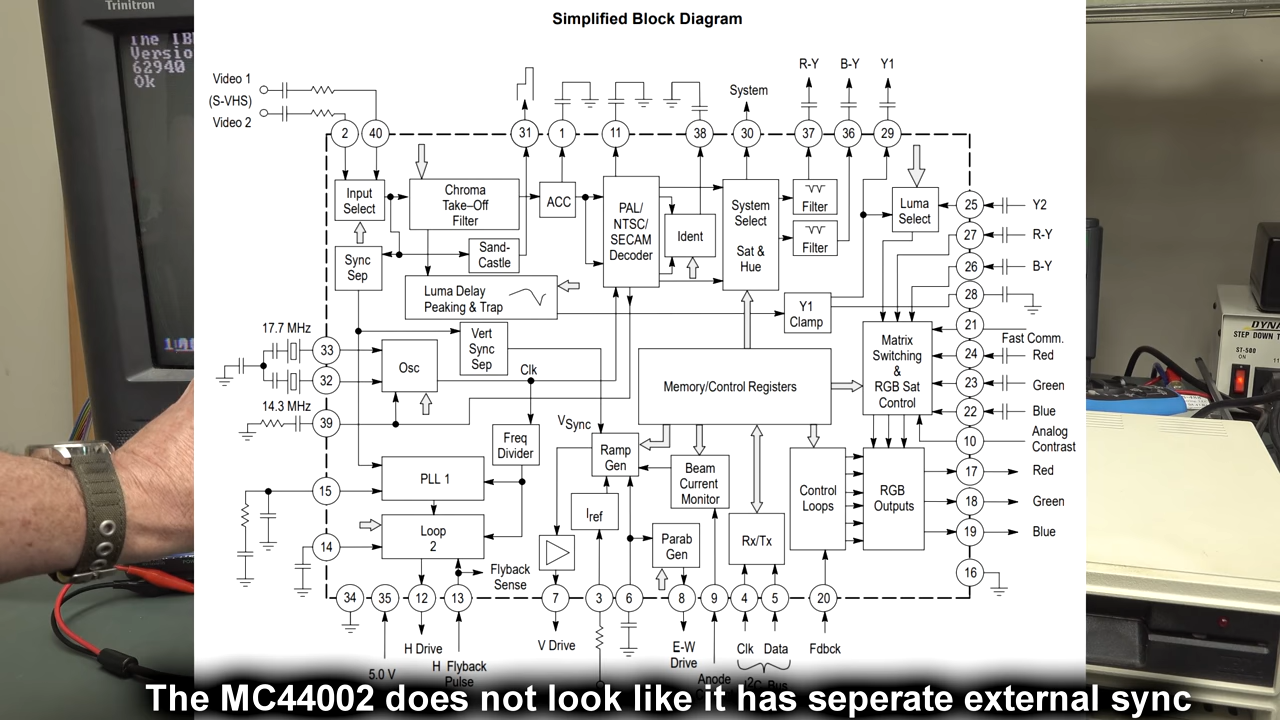 Simplified Block Diagram
Trinitron
The IB
Versio
62940
Ok
Video 1
(S-VHS)
Video 2
System
R-Y
B-Y
Y1
2
40
31
1
11
38
30
37
36
29
Input
Select
Chroma
Take–Off
Filter
ACC
PAL/
NTSC/
SECAM
Decoder
Ident
System
Select
Sat &
Hue
Filter
Filter
Luma
Select
25
Y2
27
R-Y
26
B-Y
28
Sync
Sep
Sand-
Castle
Luma Delay
Peaking & Trap
Y1
Clamp
21
Fast Comm.
24
Red
23
Green
22
Blue
10
Analog
Contrast
17
Red
18
Green
19
Blue
16
17.7 MHz
33
32
14.3 MHz
39
Osc
Vert
Sync
Sep
Clk
Memory/Control Registers
Matrix
Switching
&
RGB Sat
Control
VSync
Freq
Divider
Ramp
Gen
Beam
Current
Monitor
Control
Loops
RGB
Outputs
15
PLL 1
14
Loop
2
Iref
Parab
Gen
Rx/Tx
Flyback
Sense
34
35
12
13
7
3
6
8
9
4
5
20
5.0 V
H Drive
H Flyback
Pulse
V Drive
E-W
Drive
Anode
Clk
Data
I2C Bus
Fdbck
DYNA
STEP DOWN T
ST-500
ON
The MC44002 does not look like it has seperate external sync